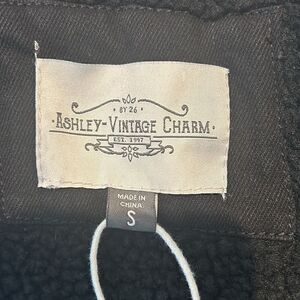 • BY 26 •
• ASHLEY-VINTAGE CHARM •
EST. 1997
MADE IN
CHINA
S